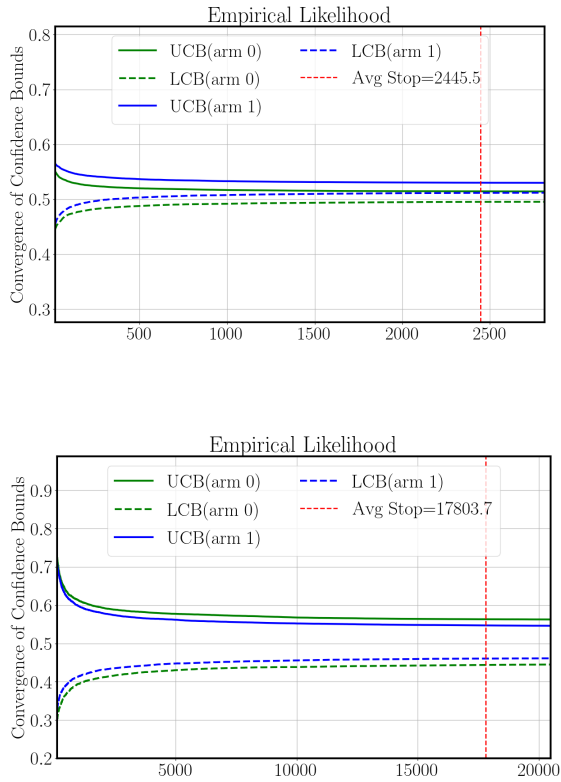 Empirical Likelihood
Convergence of Confidence Bounds
0.8
0.7
0.6
0.5
0.4
0.3
UCB(arm 0)
LCB(arm 0)
UCB(arm 1)
LCB(arm 1)
Avg Stop=2445.5
500
1000
1500
2000
2500
Empirical Likelihood
Convergence of Confidence Bounds
0.9
0.8
0.7
0.6
0.5
0.4
0.3
0.2
UCB(arm 0)
LCB(arm 0)
UCB(arm 1)
LCB(arm 1)
Avg Stop=17803.7
5000
10000
15000
20000